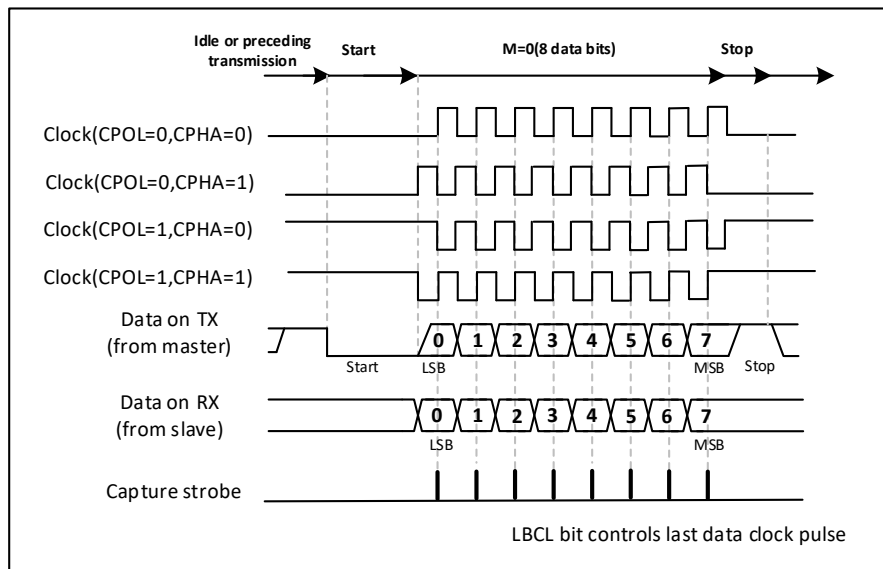 Idle or preceding transmission Start M=0(8 data bits) Stop
Clock(CPOL=0,CPHA=0)
Clock(CPOL=0,CPHA=1)
Clock(CPOL=1,CPHA=0)
Clock(CPOL=1,CPHA=1)
Data on TX
(from master)
0 1 2 3 4 5 6 7
Start LSB MSB Stop
Data on RX
(from slave)
0 1 2 3 4 5 6 7
LSB MSB
Capture strobe
LBCL bit controls last data clock pulse